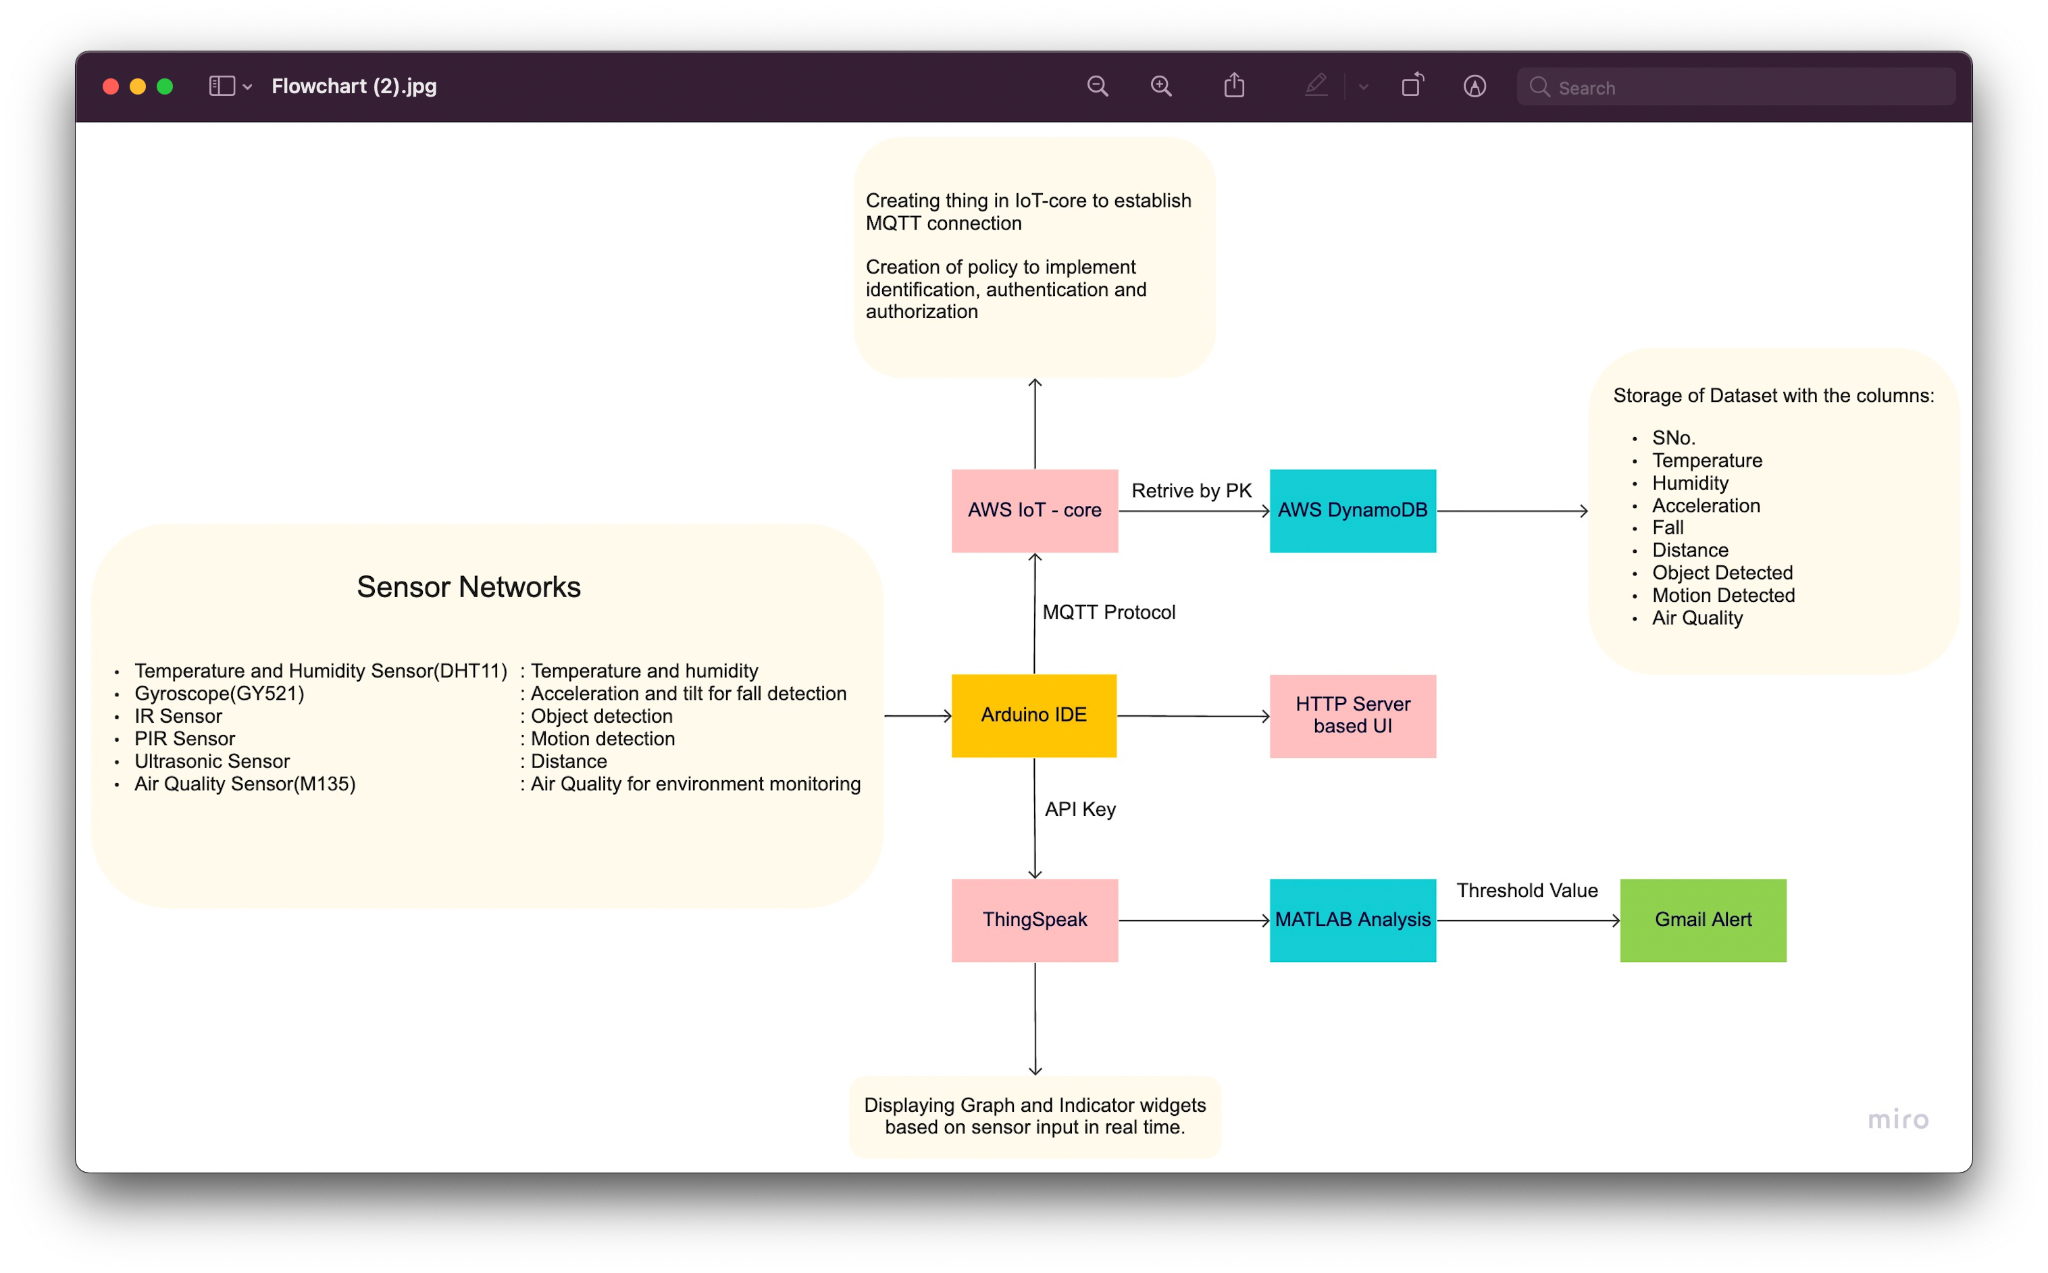 Flowchart (2).jpg
Search
Creating thing in IoT-core to establish
MQTT connection
Creation of policy to implement
identification, authentication and
authorization
Storage of Dataset with the columns:
• SNo.
• Temperature
• Humidity
• Acceleration
• Fall
• Distance
• Object Detected
• Motion Detected
• Air Quality
AWS IoT - core
Retrive by PK
AWS DynamoDB
Sensor Networks
• Temperature and Humidity Sensor(DHT11) : Temperature and humidity
• Gyroscope(GY521) : Acceleration and tilt for fall detection
• IR Sensor : Object detection
• PIR Sensor : Motion detection
• Ultrasonic Sensor : Distance
• Air Quality Sensor(M135) : Air Quality for environment monitoring
MQTT Protocol
Arduino IDE
HTTP Server
based UI
API Key
ThingSpeak
MATLAB Analysis
Threshold Value
Gmail Alert
Displaying Graph and Indicator widgets
based on sensor input in real time.
miro